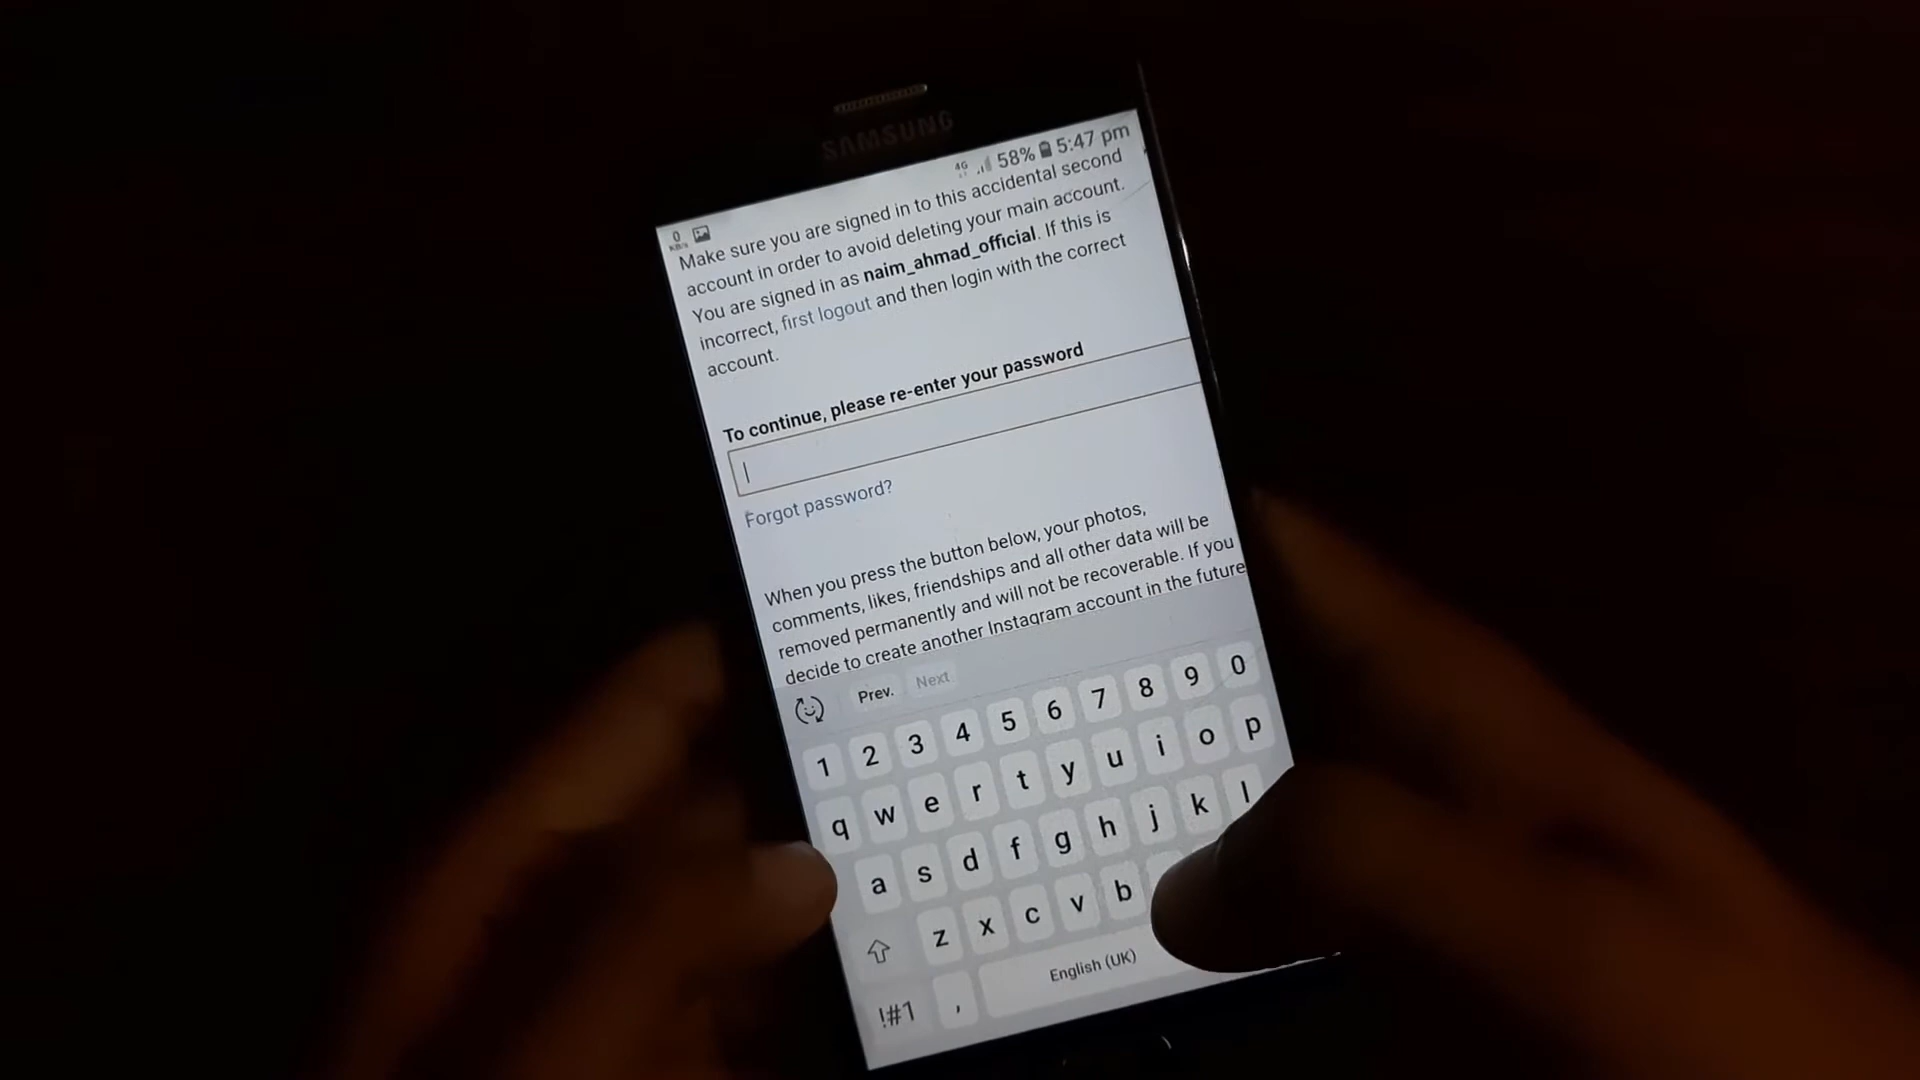 SAMSUNG
4G 58% 5:47 pm
0
KB/s
Make sure you are signed in to this accidental second
account in order to avoid deleting your main account.
You are signed in as naim_ahmad_official. If this is
incorrect, first logout and then login with the correct
account.
To continue, please re-enter your password
Forgot password?
When you press the button below, your photos,
comments, likes, friendships and all other data will be
removed permanently and will not be recoverable. If you
decide to create another Instagram account in the future
Prev. Next
1 2 3 4 5 6 7 8 9 0
q w e r t y u i o p
a s d f g h j k l
z x c v b
!#1 , English (UK)